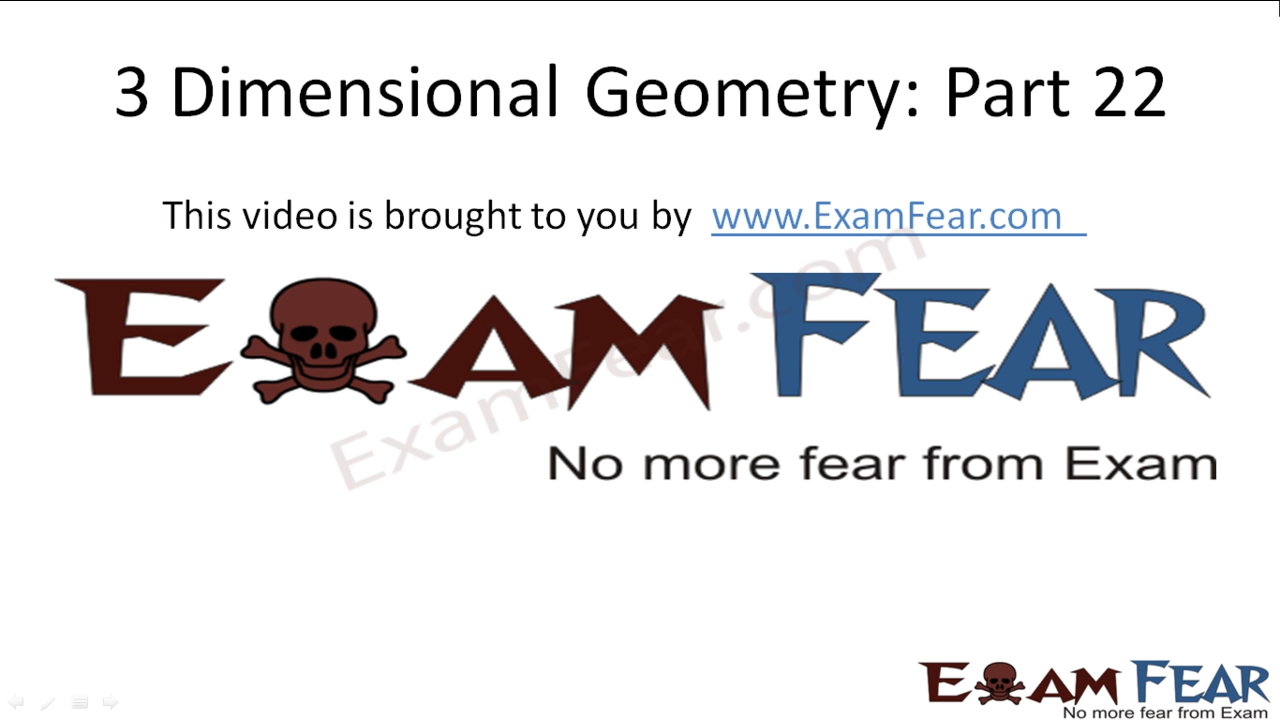 3 Dimensional Geometry: Part 22
This video is brought to you by www.ExamFear.com
EXAM FEAR
ExamFear.com
No more fear from Exam
EXAM FEAR
No more fear from Exam